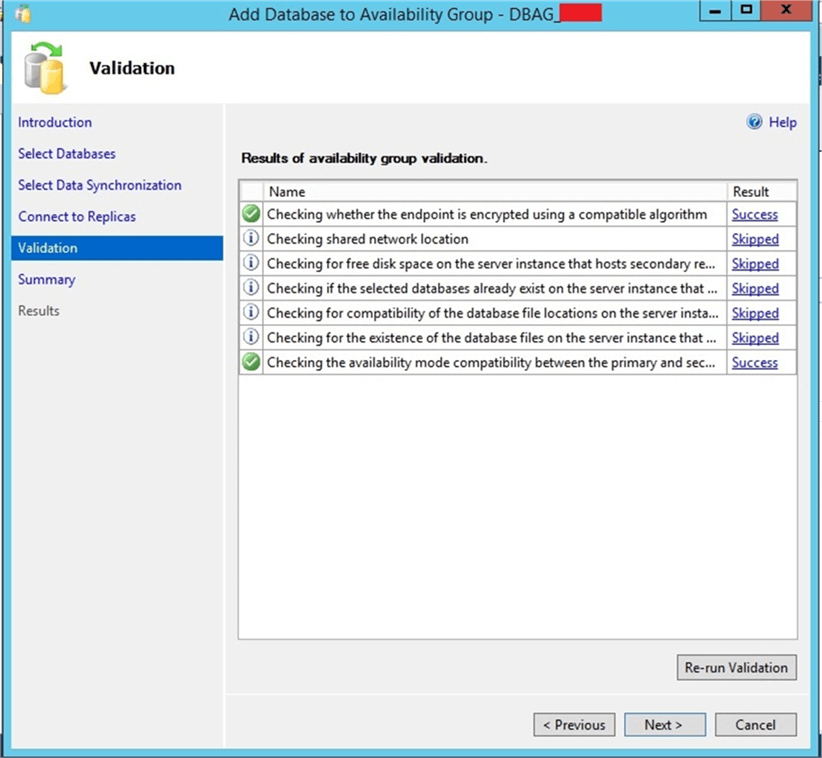 Add Database to Availability Group - DBAG_
Validation
Introduction
Select Databases
Select Data Synchronization
Connect to Replicas
Validation
Summary
Results
Help
Results of availability group validation.
Name Result
Checking whether the endpoint is encrypted using a compatible algorithm Success
Checking shared network location Skipped
Checking for free disk space on the server instance that hosts secondary re... Skipped
Checking if the selected databases already exist on the server instance that ... Skipped
Checking for compatibility of the database file locations on the server insta... Skipped
Checking for the existence of the database files on the server instance that ... Skipped
Checking the availability mode compatibility between the primary and sec... Success
Re-run Validation
< Previous Next > Cancel